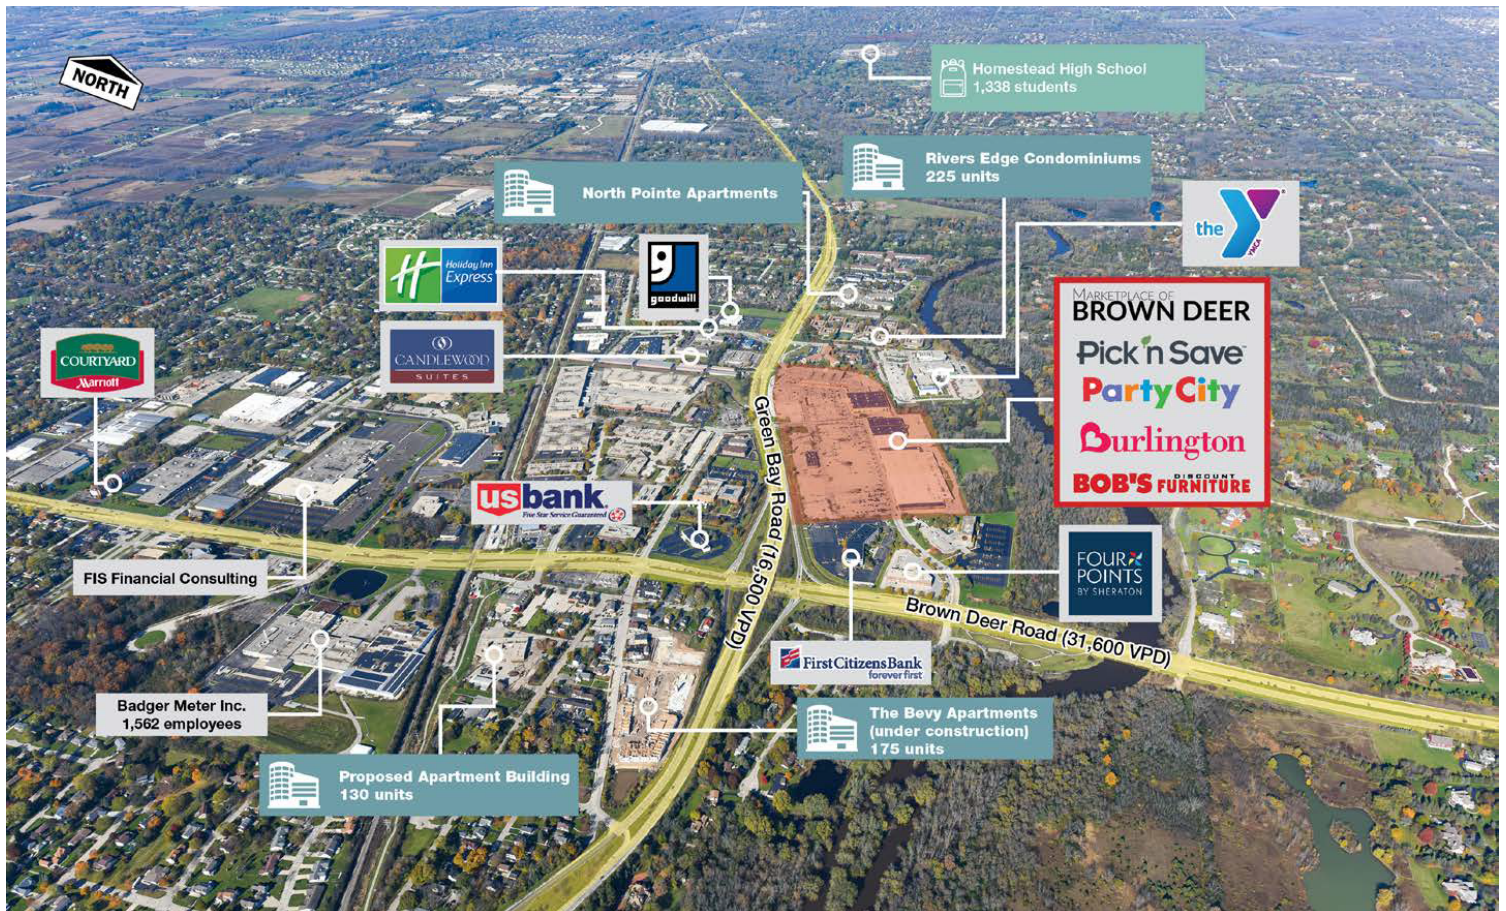 NORTH
Homestead High School
1,338 students
Rivers Edge Condominiums
225 units
North Pointe Apartments
the Y
YMCA
®
Holiday Inn
Express
goodwill
MARKETPLACE OF
BROWN DEER
Pick 'n Save
Party City
Burlington
BOB'S DISCOUNT
FURNITURE
COURTYARD
Marriott
CANDLEWOOD
SUITES
Green Bay Road (16,500 VPD)
usbank.
Five Star Service Guaranteed
FIS Financial Consulting
FOUR
POINTS
BY SHERATON
Brown Deer Road (31,600 VPD)
First Citizens Bank
forever first
Badger Meter Inc.
1,562 employees
The Bevy Apartments
(under construction)
175 units
Proposed Apartment Building
130 units